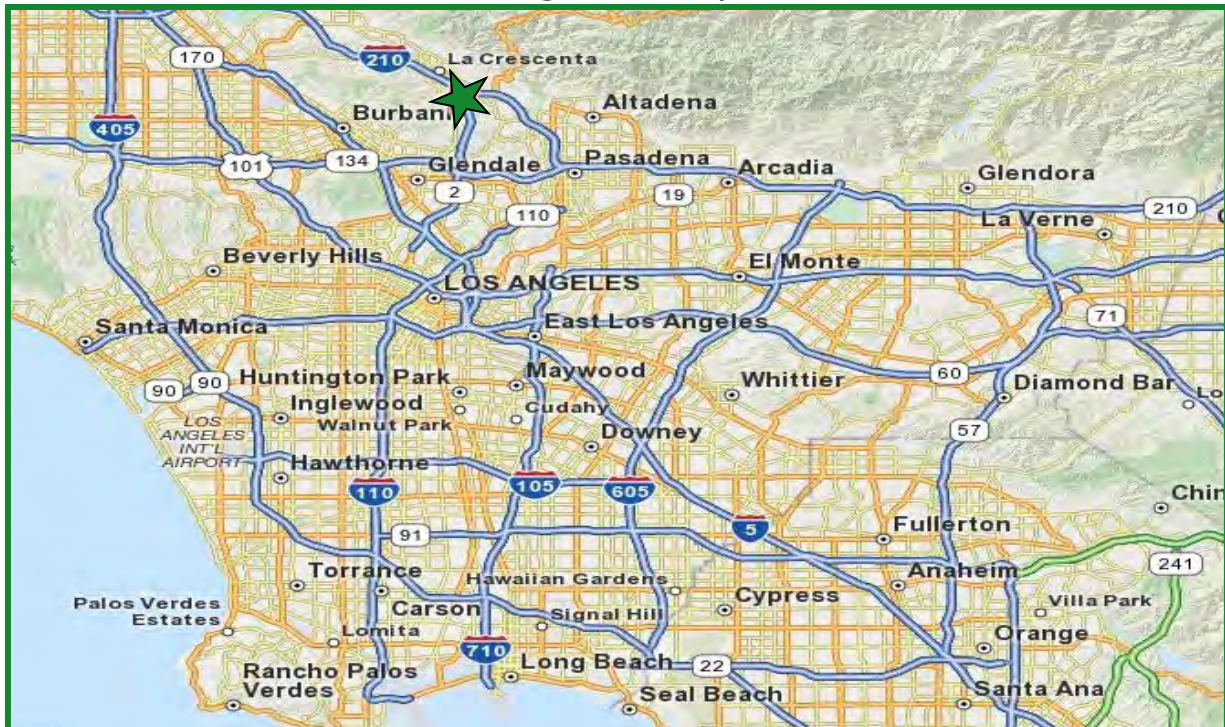 170
210
La Crescenta
Altadena
405
101
134
Glendale
Pasadena
Arcadia
Glendora
2
19
110
210
La Verne
Beverly Hills
El Monte
LOS ANGELES
Santa Monica
East Los Angeles
71
90
90
Huntington Park
Maywood
Whittier
60
Diamond Bar
Inglewood
Cudahy
Walnut Park
LOS
ANGELES
INT'L
AIRPORT
Downey
57
Hawthorne
110
105
605
5
Fullerton
91
241
Torrance
Hawaiian Gardens
Anaheim
Palos Verdes
Estates
Carson
Signal Hill
Cypress
Villa Park
Lomita
Orange
710
Rancho Palos
Verdes
Long Beach
22
Seal Beach
Santa Ana